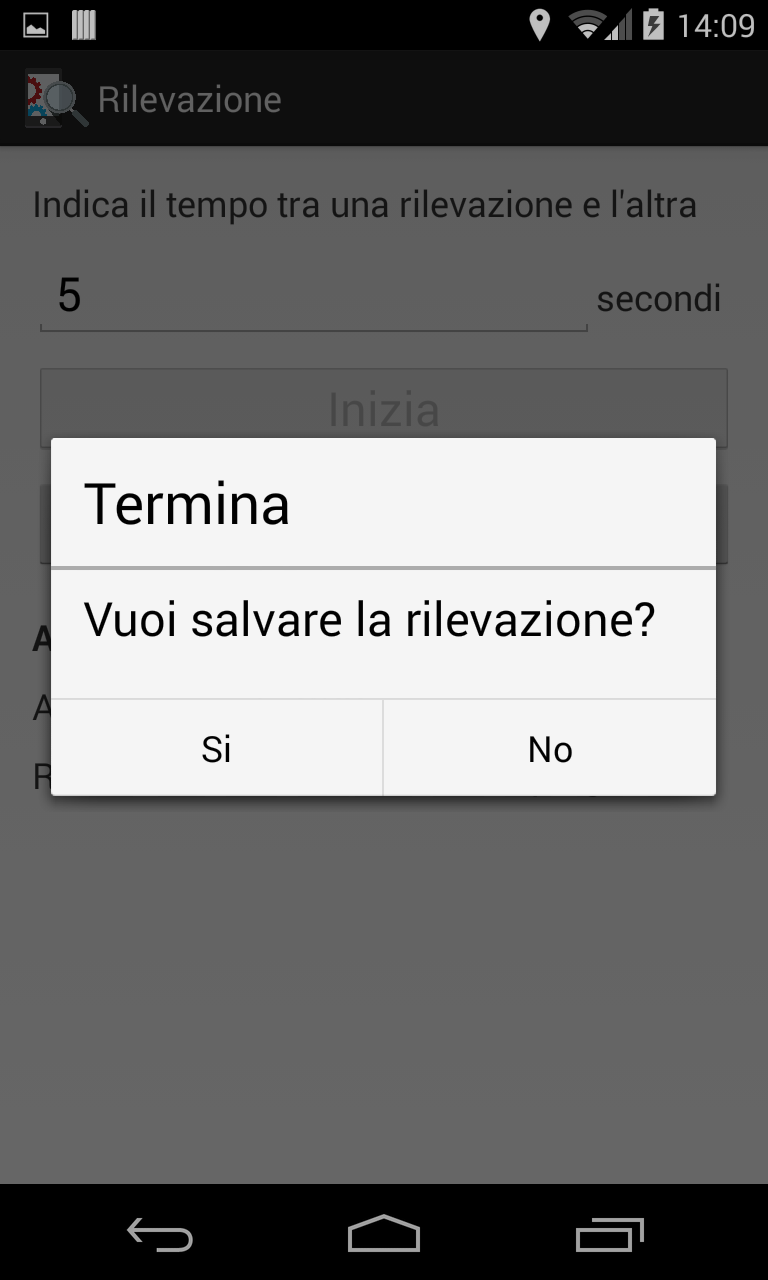 14:09
Rilevazione
Indica il tempo tra una rilevazione e l'altra
5 secondi
Inizia
Termina
Vuoi salvare la rilevazione?
Si No